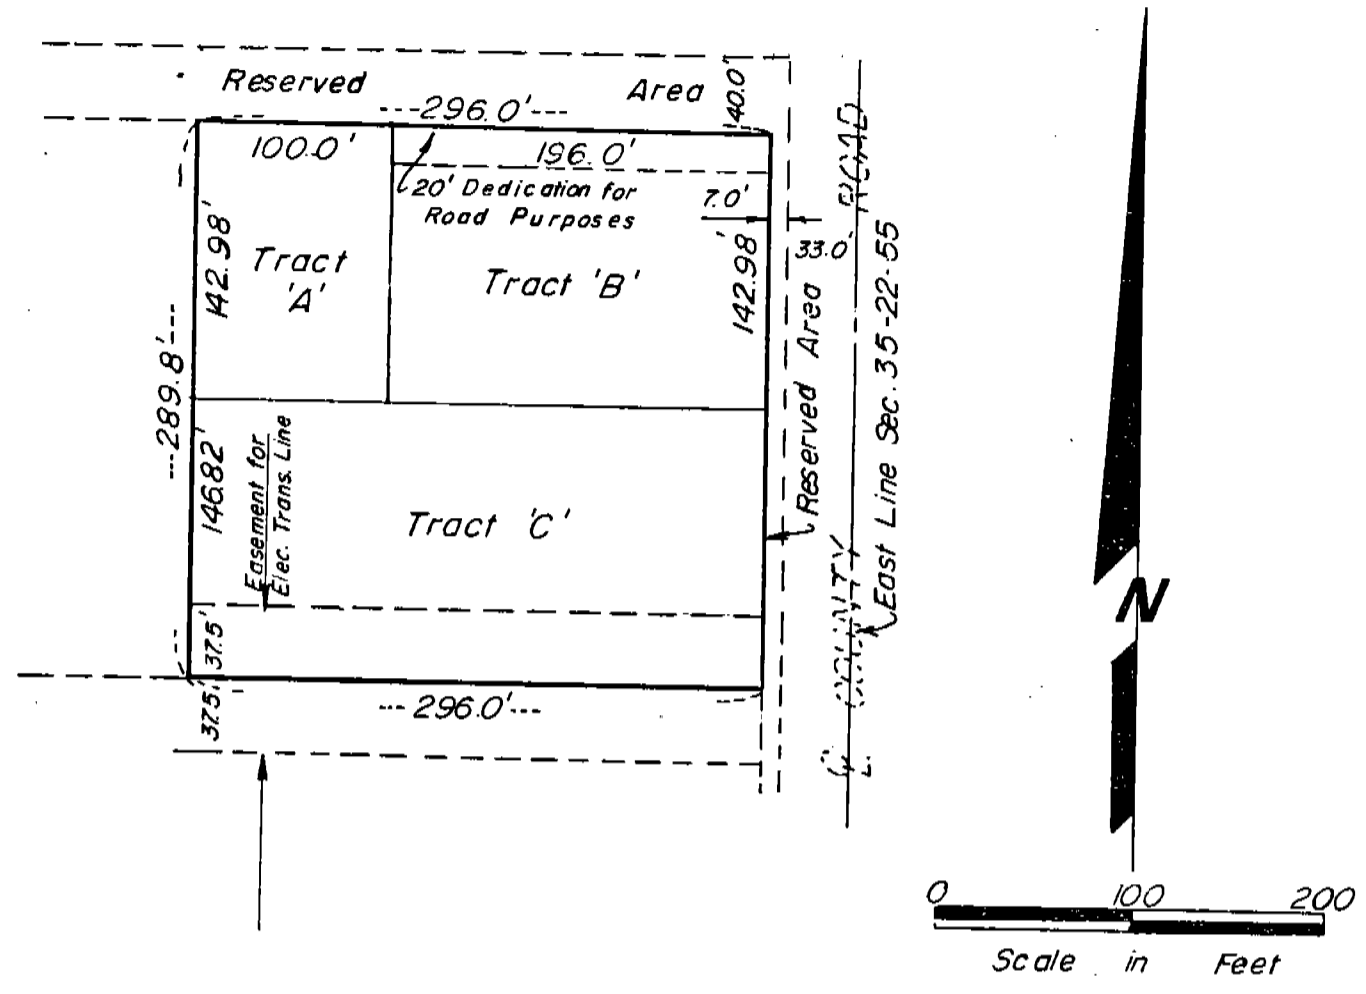 Reserved Area
40.0'
---296.0'---
100.0'
196.0'
20' Dedication for
Road Purposes
7.0'
33.0'
142.98'
Tract
'A'
Tract 'B'
142.98'
---289.8'---
Reserved Area
ROAD
East Line Sec. 35-22-55
146.82'
Easement for
Elec. Trans. Line
Tract 'C'
COUNTY
N
37.5'
37.5'
--- 296.0'---
℄
0 100 200
Scale in Feet